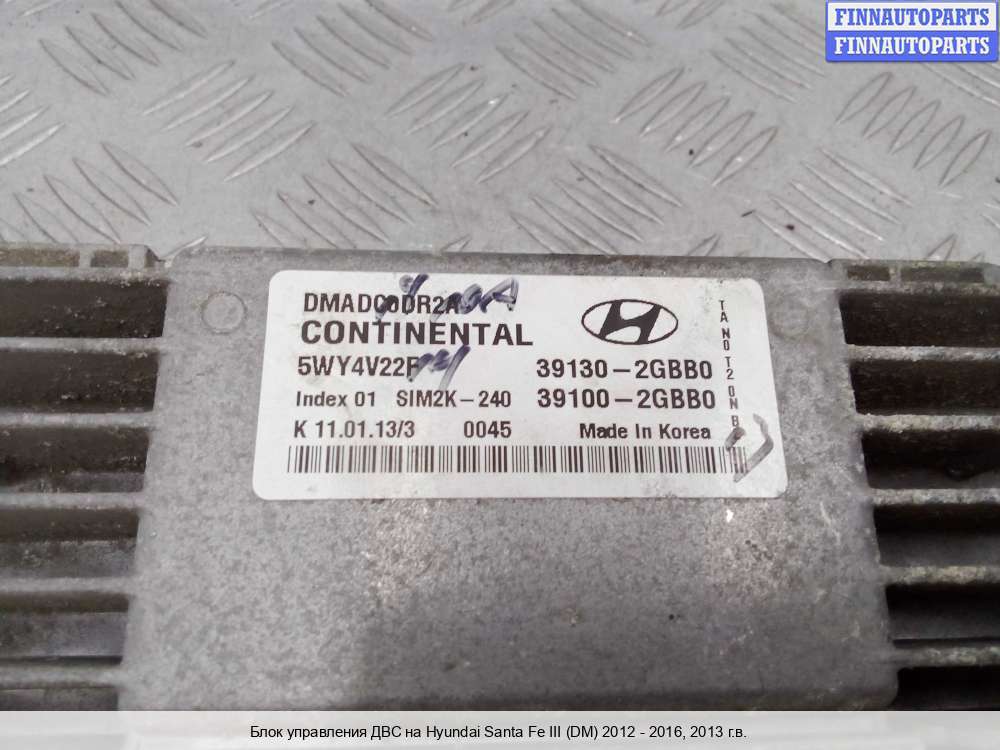 FINNAUTOPARTS
FINNAUTOPARTS
CONTINENTAL
39130-2GBB0
Index 01 SIM2K-240 39100-2GBB0
K 11.01.13/3 0045 Made In Korea
Блок управления ДВС на Hyundai Santa Fe III (DM) 2012 - 2016, 2013 г.в.